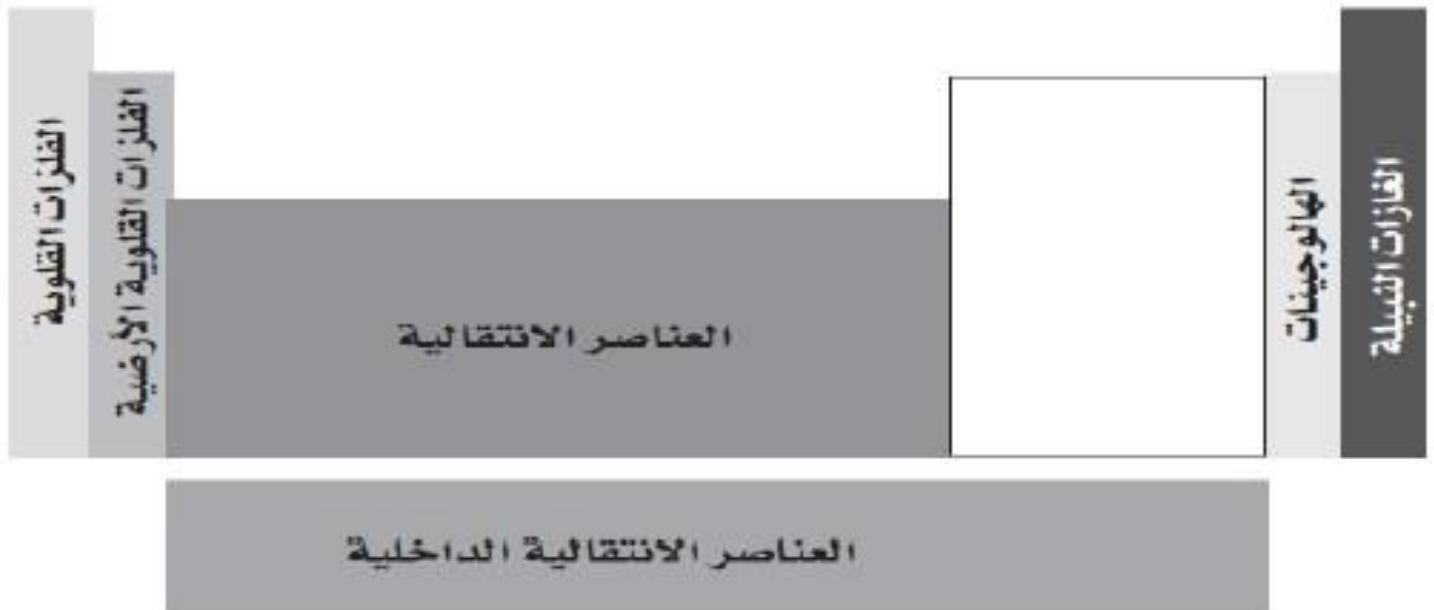 الفلزات القلوية
الفلزات القلوية الأرضية
العناصر الانتقالية
الهالوجينات
الغازات النبيلة
العناصر الانتقالية الداخلية